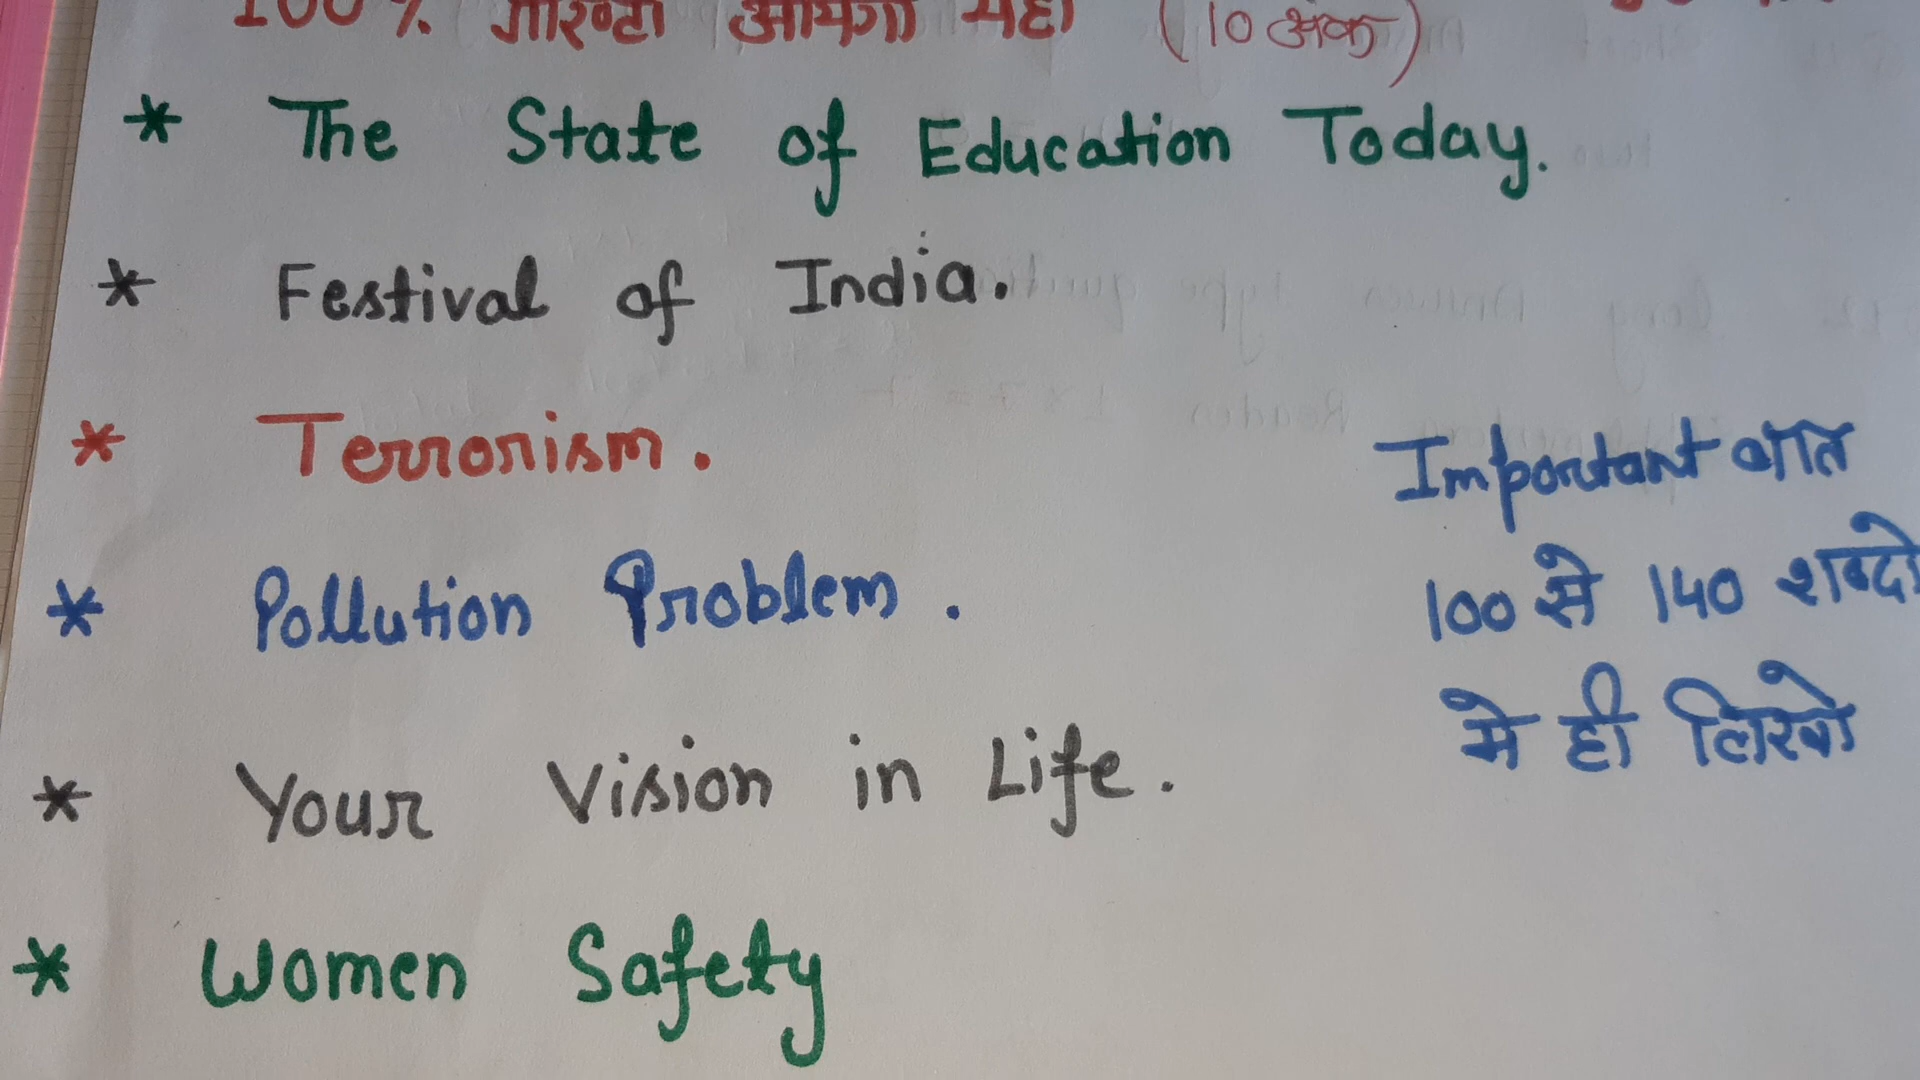 100% गारण्टी आयेगा यही (10 अंक)
* The State of Education Today.
* Festival of India.
* Terrorism.
Important बात
* Pollution Problem.
100 से 140 शब्दो
मे ही लिखे
* Your Vision in Life.
* Women Safety